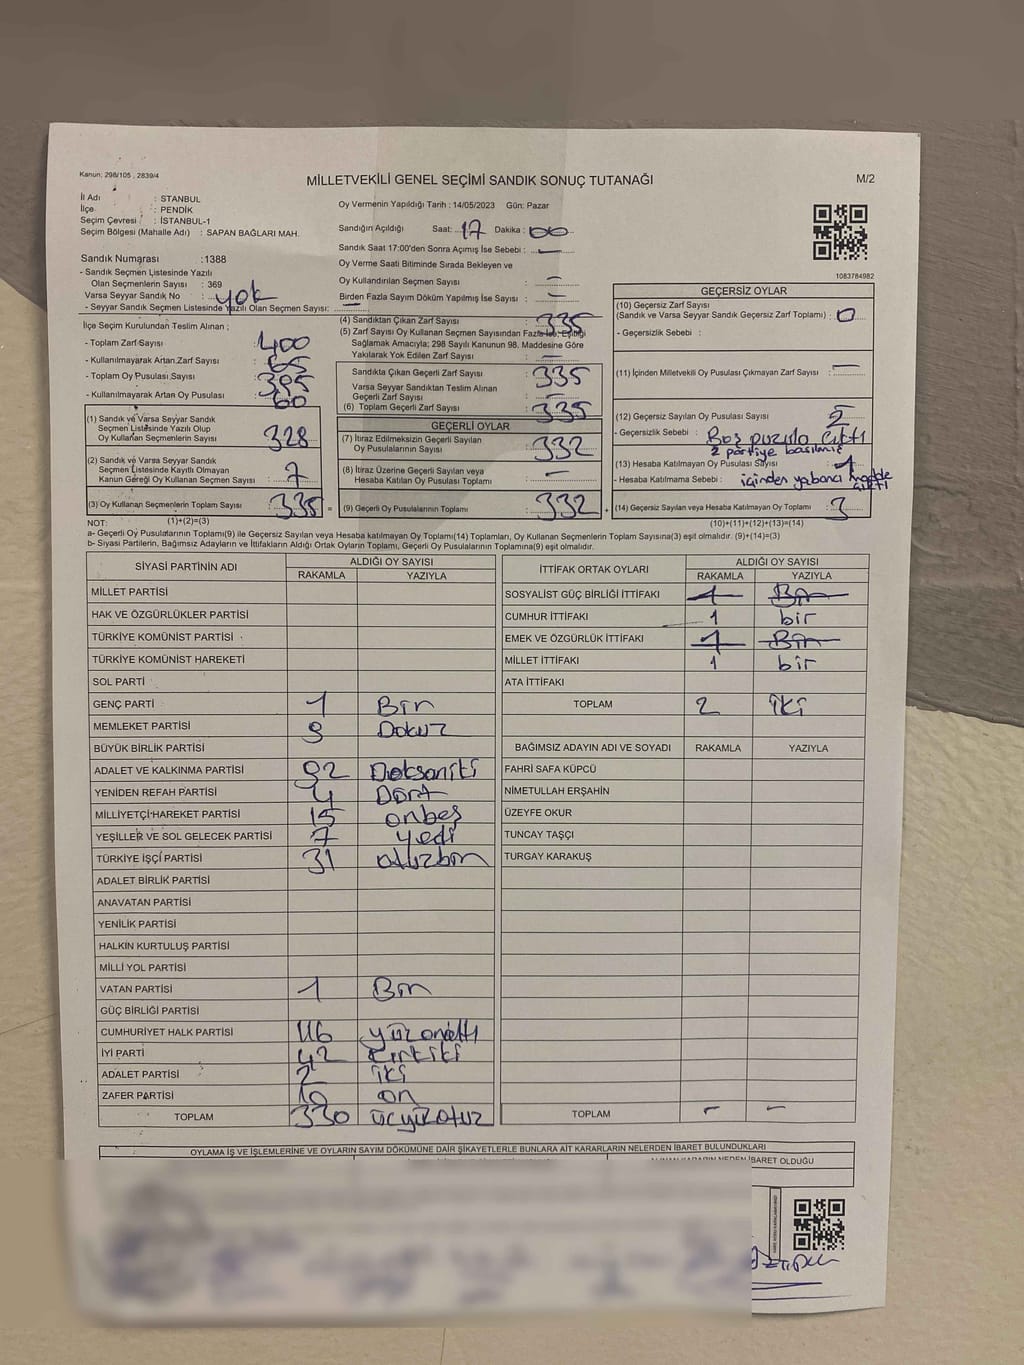 Kanun: 298/105 , 2839/4
MİLLETVEKİLİ GENEL SEÇİMİ SANDIK SONUÇ TUTANAĞI
M/2
İl Adı : STANBUL
İlçe : PENDİK
Seçim Çevresi : İSTANBUL-1
Seçim Bölgesi (Mahalle Adı) : SAPAN BAĞLARI MAH.
Sandık Numarası :1388
- Sandık Seçmen Listesinde Yazılı
Olan Seçmenlerin Sayısı : 369
Varsa Seyyar Sandık No : yok
- Seyyar Sandık Seçmen Listesinde Yazılı Olan Seçmen Sayısı: —
Oy Vermenin Yapıldığı Tarih : 14/05/2023 Gün: Pazar
Sandığın Açıldığı Saat: 17 Dakika : 00
Sandık Saat 17:00'den Sonra Açımış İse Sebebi : —
Oy Verme Saati Bitiminde Sırada Bekleyen ve
Oy Kullandırılan Seçmen Sayısı : —
Birden Fazla Sayım Döküm Yapılmış İse Sayısı : —
1083784982
İlçe Seçim Kurulundan Teslim Alınan ;
- Toplam Zarf Sayısı : 400
- Kullanılmayarak Artan Zarf Sayısı : 65
- Toplam Oy Pusulası Sayısı : 395
- Kullanılmayarak Artan Oy Pusulası : 60
(4) Sandıktan Çıkan Zarf Sayısı : 335
(5) Zarf Sayısı Oy Kullanan Seçmen Sayısından Fazla İse, Eşitliği
Sağlamak Amacıyla; 298 Sayılı Kanunun 98. Maddesine Göre
Yakılarak Yok Edilen Zarf Sayısı : —
Sandıkta Çıkan Geçerli Zarf Sayısı : 335
Varsa Seyyar Sandıktan Teslim Alınan
Geçerli Zarf Sayısı : —
(6) Toplam Geçerli Zarf Sayısı : 335
GEÇERSİZ OYLAR
(10) Geçersiz Zarf Sayısı
(Sandık ve Varsa Seyyar Sandık Geçersiz Zarf Toplamı) : 0
- Geçersizlik Sebebi :
(11) İçinden Milletvekili Oy Pusulası Çıkmayan Zarf Sayısı : —
(12) Geçersiz Sayılan Oy Pusulası Sayısı : 2
- Geçersizlik Sebebi : Boş puzula çıktı
2 partiye basılmış
(13) Hesaba Katılmayan Oy Pusulası Sayısı : 1
- Hesaba Katılmama Sebebi : içinden yabancı madde çıktı
(14) Geçersiz Sayılan veya Hesaba Katılmayan Oy Toplamı : 3
(10)+(11)+(12)+(13)=(14)
(1) Sandık ve Varsa Seyyar Sandık
Seçmen Listesinde Yazılı Olup
Oy Kullanan Seçmenlerin Sayısı : 328
(2) Sandık ve Varsa Seyyar Sandık
Seçmen Listesinde Kayıtlı Olmayan
Kanun Gereği Oy Kullanan Seçmen Sayısı : 7
(3) Oy Kullanan Seçmenlerin Toplam Sayısı : 335 =
GEÇERLİ OYLAR
(7) İtiraz Edilmeksizin Geçerli Sayılan
Oy Pusulalarının Sayısı : 332
(8) İtiraz Üzerine Geçerli Sayılan veya
Hesaba Katılan Oy Pusulası Toplamı : —
(9) Geçerli Oy Pusulalarının Toplamı : 332 +
NOT: (1)+(2)=(3)
a- Geçerli Oy Pusulalarının Toplamı(9) ile Geçersiz Sayılan veya Hesaba katılmayan Oy Toplamı(14) Toplamları, Oy Kullanan Seçmenlerin Toplam Sayısına(3) eşit olmalıdır. (9)+(14)=(3)
b- Siyasi Partilerin, Bağımsız Adayların ve İttifakların Aldığı Ortak Oyların Toplamı, Geçerli Oy Pusulalarının Toplamına(9) eşit olmalıdır.
SİYASİ PARTİNİN ADI ALDIĞI OY SAYISI
RAKAMLA YAZIYLA
MİLLET PARTİSİ
HAK VE ÖZGÜRLÜKLER PARTİSİ
TÜRKİYE KOMÜNİST PARTİSİ
TÜRKİYE KOMÜNİST HAREKETİ
SOL PARTİ
GENÇ PARTİ 1 Bir
MEMLEKET PARTİSİ 9 Dokuz
BÜYÜK BİRLİK PARTİSİ
ADALET VE KALKINMA PARTİSİ 92 Doksaniki
YENİDEN REFAH PARTİSİ 4 Dört
MİLLİYETÇİ HAREKET PARTİSİ 15 onbeş
YEŞİLLER VE SOL GELECEK PARTİSİ 7 yedi
TÜRKİYE İŞÇİ PARTİSİ 31 otuzbir
ADALET BİRLİK PARTİSİ
ANAVATAN PARTİSİ
YENİLİK PARTİSİ
HALKIN KURTULUŞ PARTİSİ
MİLLİ YOL PARTİSİ
VATAN PARTİSİ 1 Bir
GÜÇ BİRLİĞİ PARTİSİ
CUMHURİYET HALK PARTİSİ 116 yüzonaltı
İYİ PARTİ 42 kırkiki
ADALET PARTİSİ 2 iki
ZAFER PARTİSİ 10 on
TOPLAM 330 üçyüzotuz
İTTİFAK ORTAK OYLARI ALDIĞI OY SAYISI
RAKAMLA YAZIYLA
SOSYALİST GÜÇ BİRLİĞİ İTTİFAKI 1 Bir
CUMHUR İTTİFAKI 1 bir
EMEK VE ÖZGÜRLÜK İTTİFAKI 1 Bir
MİLLET İTTİFAKI 1 bir
ATA İTTİFAKI
TOPLAM 2 iki
BAĞIMSIZ ADAYIN ADI VE SOYADI RAKAMLA YAZIYLA
FAHRİ SAFA KÜPCÜ
NİMETULLAH ERŞAHİN
ÜZEYFE OKUR
TUNCAY TAŞÇI
TURGAY KARAKUŞ
TOPLAM — —
OYLAMA İŞ VE İŞLEMLERİNE VE OYLARIN SAYIM DÖKÜMÜNE DAİR ŞİKAYETLERLE BUNLARA AİT KARARLARIN NELERDEN İBARET BULUNDUKLARI
ALINAN KARARIN NEDEN İBARET OLDUĞU